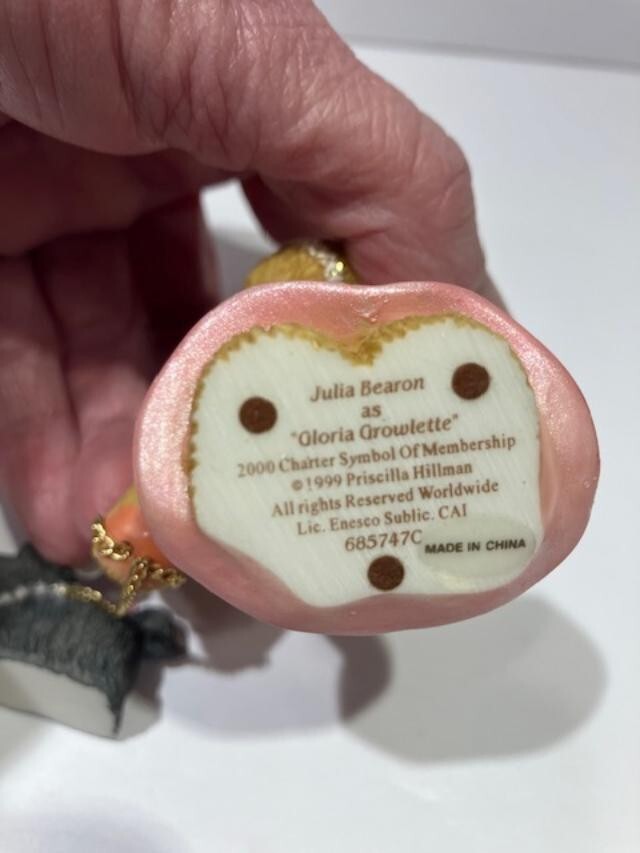 Julia Bearon
as
"Gloria Growlette"
2000 Charter Symbol Of Membership
©1999 Priscilla Hillman
All rights Reserved Worldwide
Lic. Enesco Sublic. CAI
685747C
MADE IN CHINA